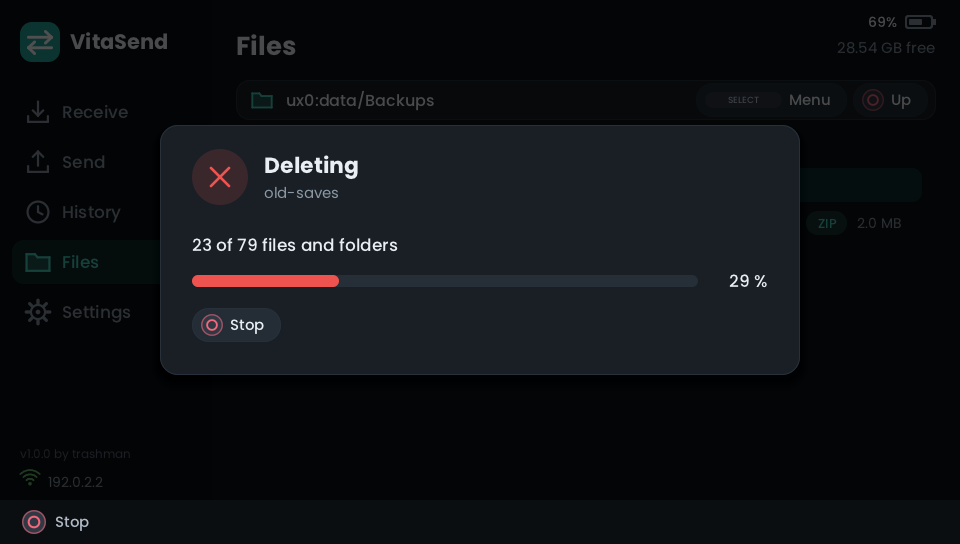 VitaSend
69%
Files
28.54 GB free
ux0:data/Backups
SELECT Menu
Up
Receive
Send
History
Files
Settings
Deleting
old-saves
23 of 79 files and folders
29 %
Stop
ZIP 2.0 MB
v1.0.0 by trashman
192.0.2.2
Stop